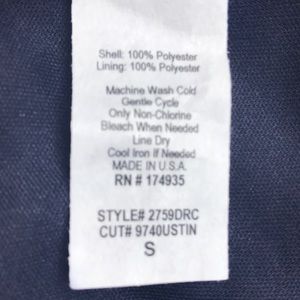 Shell: 100% Polyester
Lining: 100% Polyester
Machine Wash Cold
Gentle Cycle
Only Non-Chlorine
Bleach When Needed
Line Dry
Cool Iron If Needed
MADE IN U.S.A.
RN # 174935
STYLE# 2759DRC
CUT# 9740USTIN
S